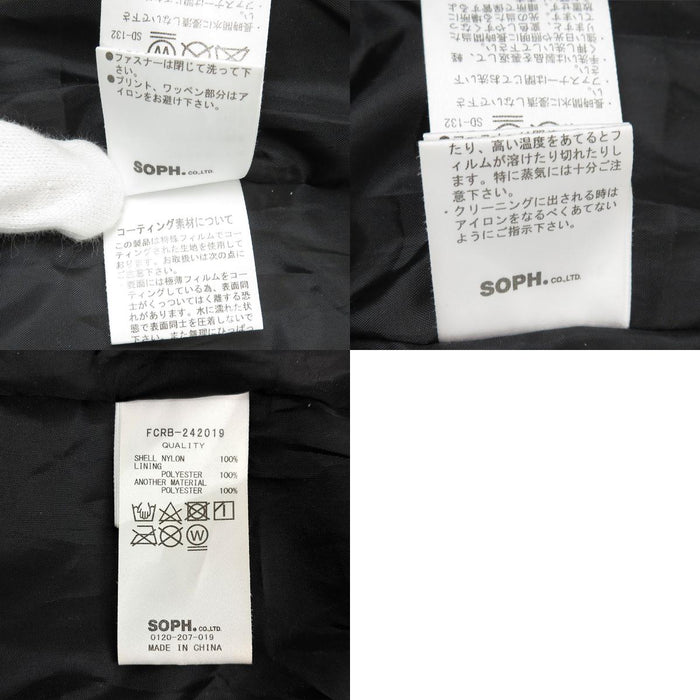 ・長時間水に浸漬しないで下さい。
SD-132
W
●ファスナーは閉じて洗って下
さい。
●プリント、ワッペン部分はア
イロンをお避け下さい。
SOPH.CO.,LTD.
コーティング素材について
この製品は特殊フィルムでコー
ティングされた生地を使用して
おります。お取扱いは次の点に
ご注意下さい。
・表面には極薄フィルムをコー
ティングしている為、表面同
士がくっついてはく離する恐
れがあります。水に濡れた状
態で表面同士を圧着しないで
下さい。また無理にひっぱっ
・ファスナーは閉じてお洗い下さい。
・長時間水に浸漬しないで下さい。
SD-132
たり、高い温度をあてるとフ
ィルムが溶けたり切れたりし
ます。特に蒸気には十分ご注
意下さい。
・クリーニングに出される時は
アイロンをなるべくあてない
ようにご指示下さい。
SOPH.CO.,LTD.
FCRB-242019
QUALITY
SHELL NYLON 100%
LINING
POLYESTER 100%
ANOTHER MATERIAL
POLYESTER 100%
W
SOPH.CO.,LTD.
0120-207-019
MADE IN CHINA